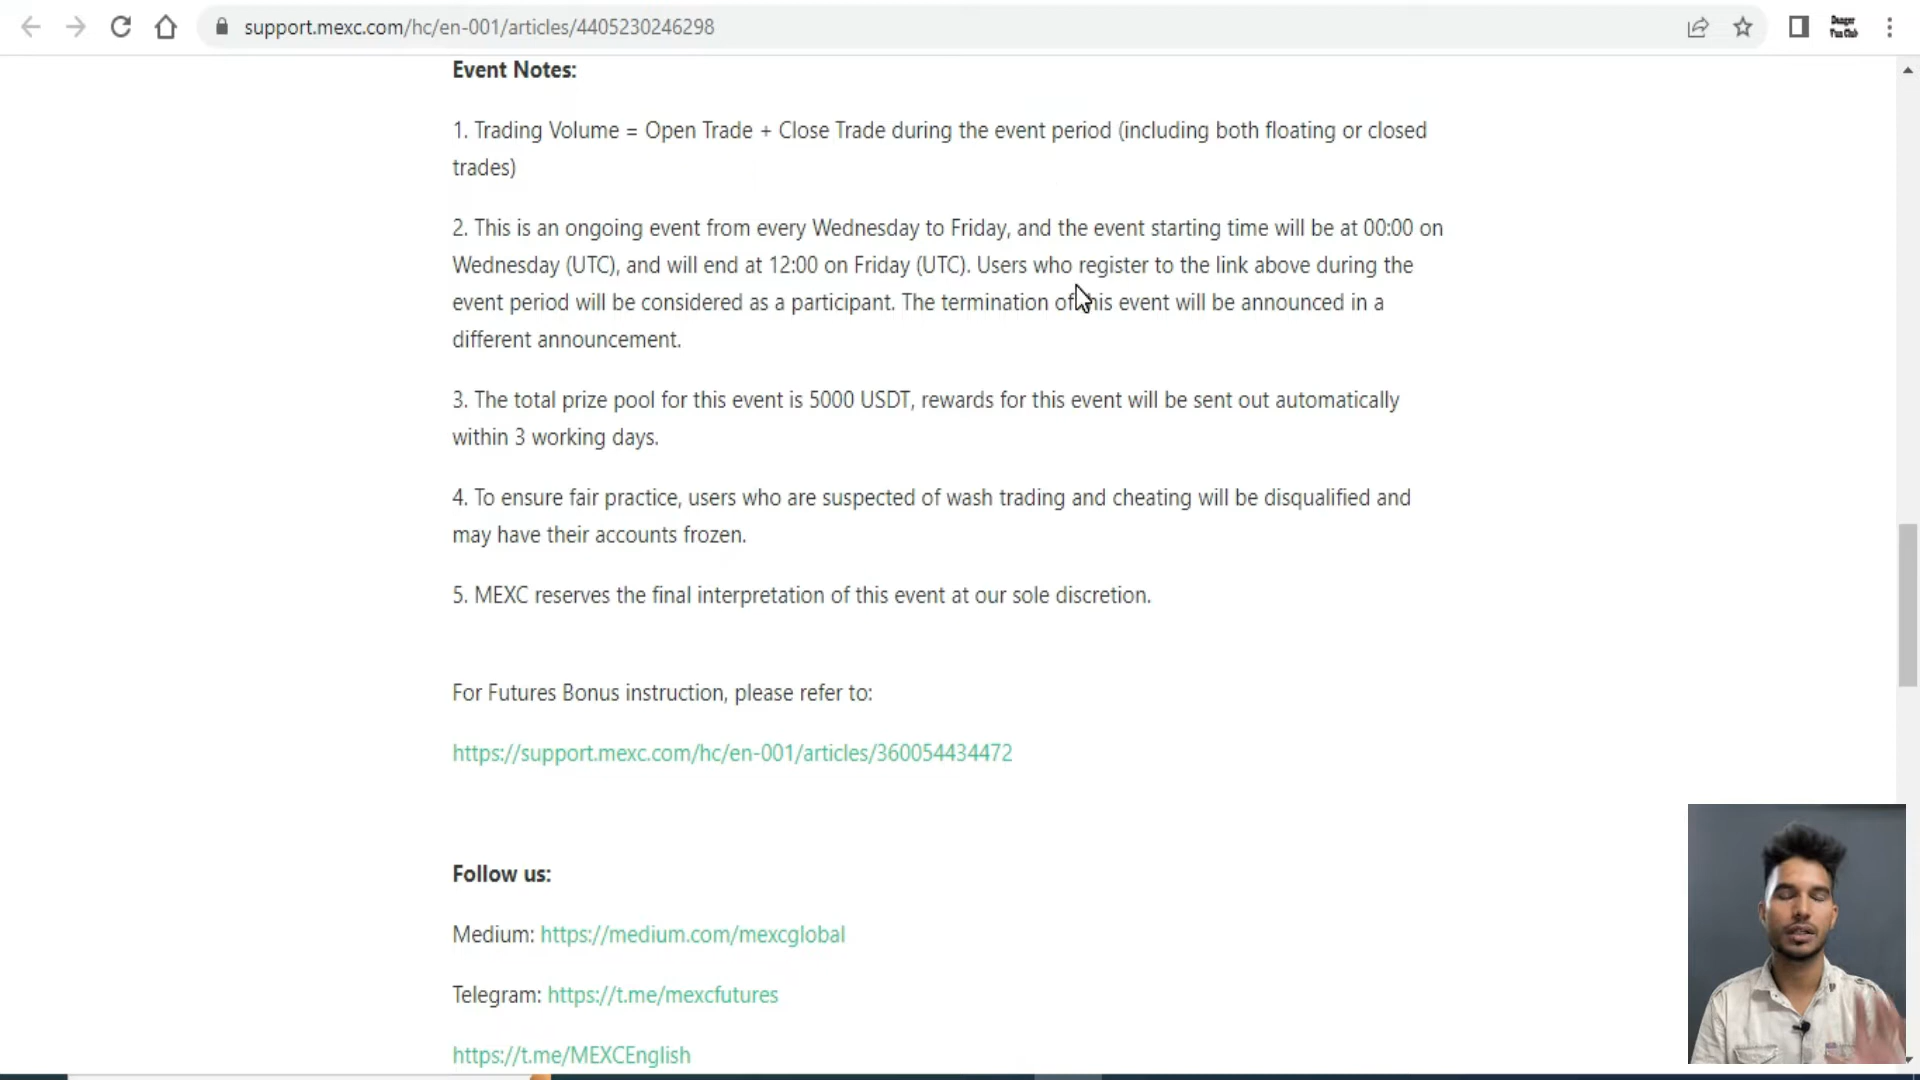 support.mexc.com/hc/en-001/articles/4405230246298
Danger
Fun Club
Event Notes:
1. Trading Volume = Open Trade + Close Trade during the event period (including both floating or closed
trades)
2. This is an ongoing event from every Wednesday to Friday, and the event starting time will be at 00:00 on
Wednesday (UTC), and will end at 12:00 on Friday (UTC). Users who register to the link above during the
event period will be considered as a participant. The termination of this event will be announced in a
different announcement.
3. The total prize pool for this event is 5000 USDT, rewards for this event will be sent out automatically
within 3 working days.
4. To ensure fair practice, users who are suspected of wash trading and cheating will be disqualified and
may have their accounts frozen.
5. MEXC reserves the final interpretation of this event at our sole discretion.
For Futures Bonus instruction, please refer to:
https://support.mexc.com/hc/en-001/articles/360054434472
Follow us:
Medium: https://medium.com/mexcglobal
Telegram: https://t.me/mexcfutures
https://t.me/MEXCEnglish